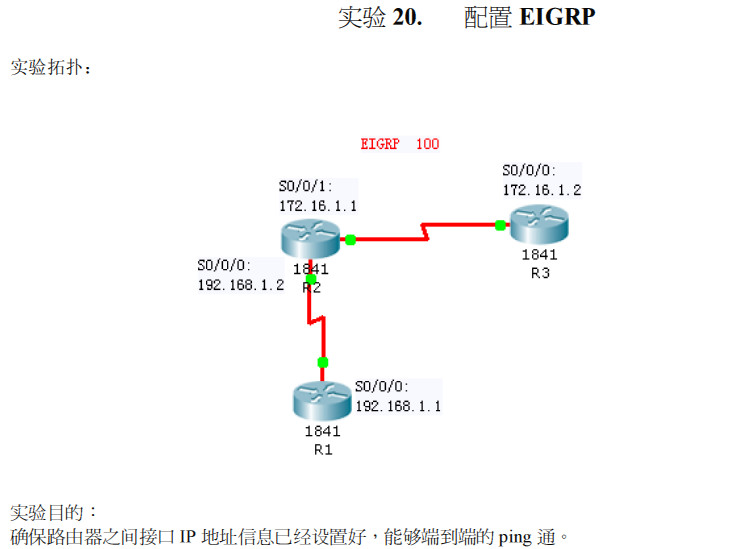 实验 20. 配置 EIGRP
实验拓扑：
EIGRP 100
S0/0/0:
172.16.1.2
S0/0/1:
172.16.1.1
1841
R3
S0/0/0:
192.168.1.2
1841
R2
S0/0/0:
192.168.1.1
1841
R1
实验目的：
确保路由器之间接口 IP 地址信息已经设置好，能够端到端的 ping 通。